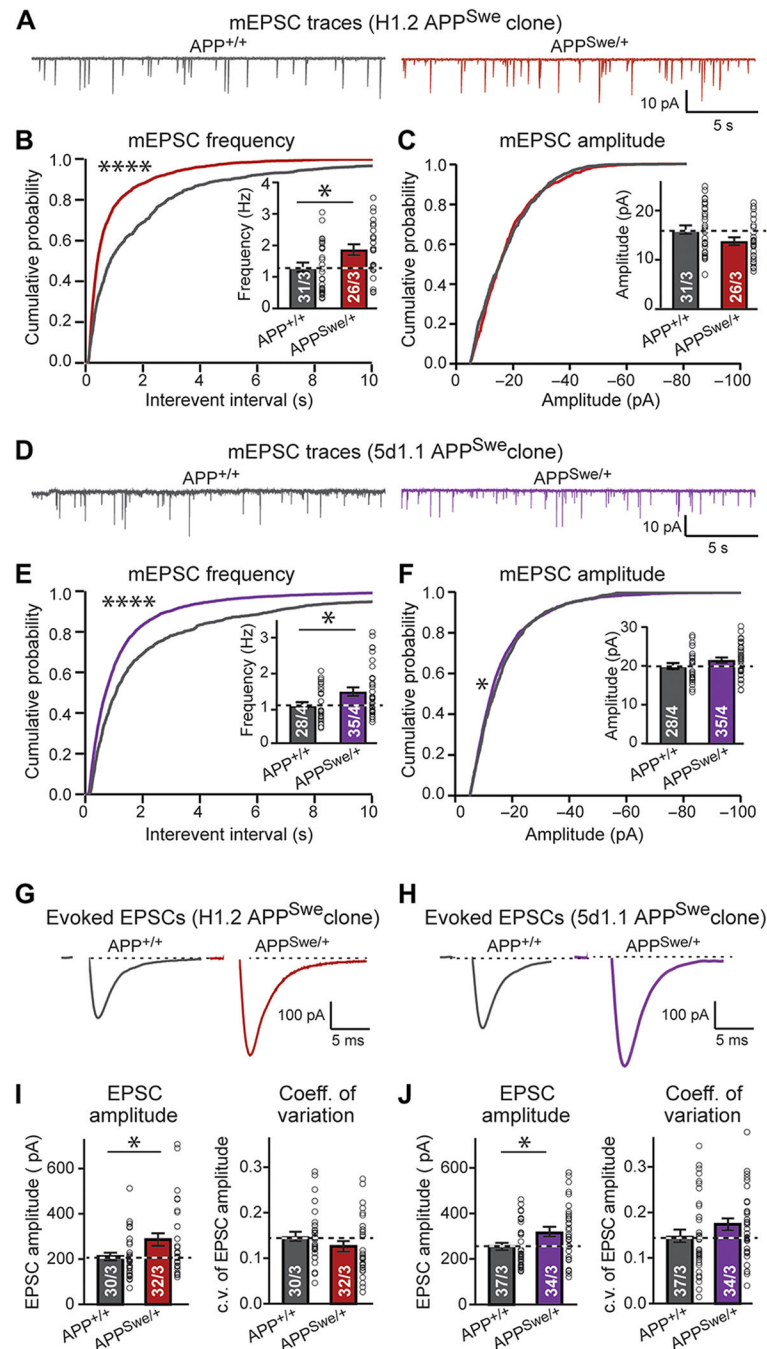 A
mEPSC traces (H1.2 APPSwe clone)
APP+/+
APPSwe/+
10 pA
5 s
B
mEPSC frequency
****
Cumulative probability
1.0
0.8
0.6
0.4
0.2
0.0
0 2 4 6 8 10
Interevent interval (s)
Frequency (Hz)
4
3
2
1
0
*
31/3
26/3
APP+/+
APPSwe/+
C
mEPSC amplitude
Cumulative probability
1.0
0.8
0.6
0.4
0.2
0.0
0 –20 –40 –60 –80 –100
Amplitude (pA)
Amplitude (pA)
20
10
0
31/3
26/3
APP+/+
APPSwe/+
D
mEPSC traces (5d1.1 APPSwe clone)
APP+/+
APPSwe/+
10 pA
5 s
E
mEPSC frequency
****
Cumulative probability
1.0
0.8
0.6
0.4
0.2
0.0
0 2 4 6 8 10
Interevent interval (s)
Frequency (Hz)
3
2
1
0
*
28/4
35/4
APP+/+
APPSwe/+
F
mEPSC amplitude
*
Cumulative probability
1.0
0.8
0.6
0.4
0.2
0.0
0 –20 –40 –60 –80 –100
Amplitude (pA)
Amplitude (pA)
30
20
10
0
28/4
35/4
APP+/+
APPSwe/+
G
Evoked EPSCs (H1.2 APPSwe clone)
APP+/+
APPSwe/+
100 pA
5 ms
H
Evoked EPSCs (5d1.1 APPSwe clone)
APP+/+
APPSwe/+
100 pA
5 ms
I
EPSC
amplitude
EPSC amplitude ( pA)
600
400
200
0
*
30/3
32/3
APP+/+
APPSwe/+
Coeff. of
variation
c.v. of EPSC amplitude
0.3
0.2
0.1
0.0
30/3
32/3
APP+/+
APPSwe/+
J
EPSC
amplitude
EPSC amplitude ( pA)
600
400
200
0
*
37/3
34/3
APP+/+
APPSwe/+
Coeff. of
variation
c.v. of EPSC amplitude
0.3
0.2
0.1
0.0
37/3
34/3
APP+/+
APPSwe/+